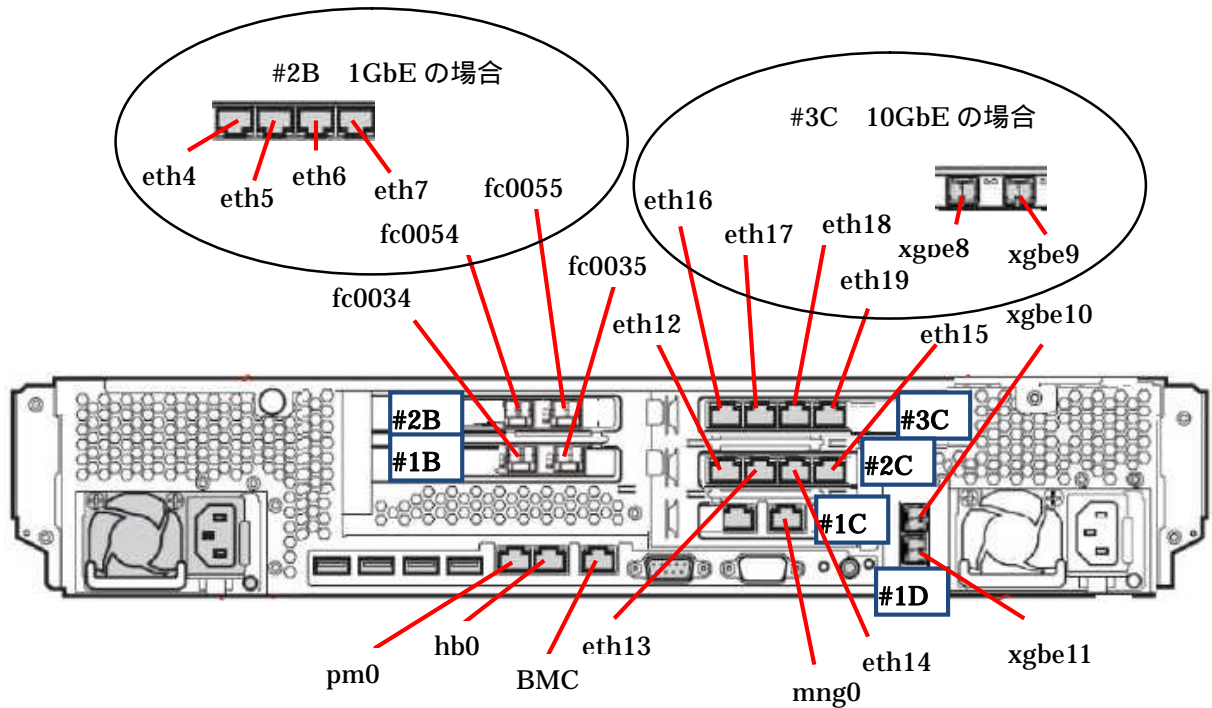 #2B 1GbE の場合
eth4
eth5
eth6
eth7
#3C 10GbE の場合
xgbe8
xgbe9
fc0055
fc0054
fc0035
fc0034
eth16
eth17
eth18
eth19
eth12
eth15
xgbe10
#2B
#1B
#3C
#2C
#1C
#1D
pm0
hb0
BMC
eth13
mng0
eth14
xgbe11